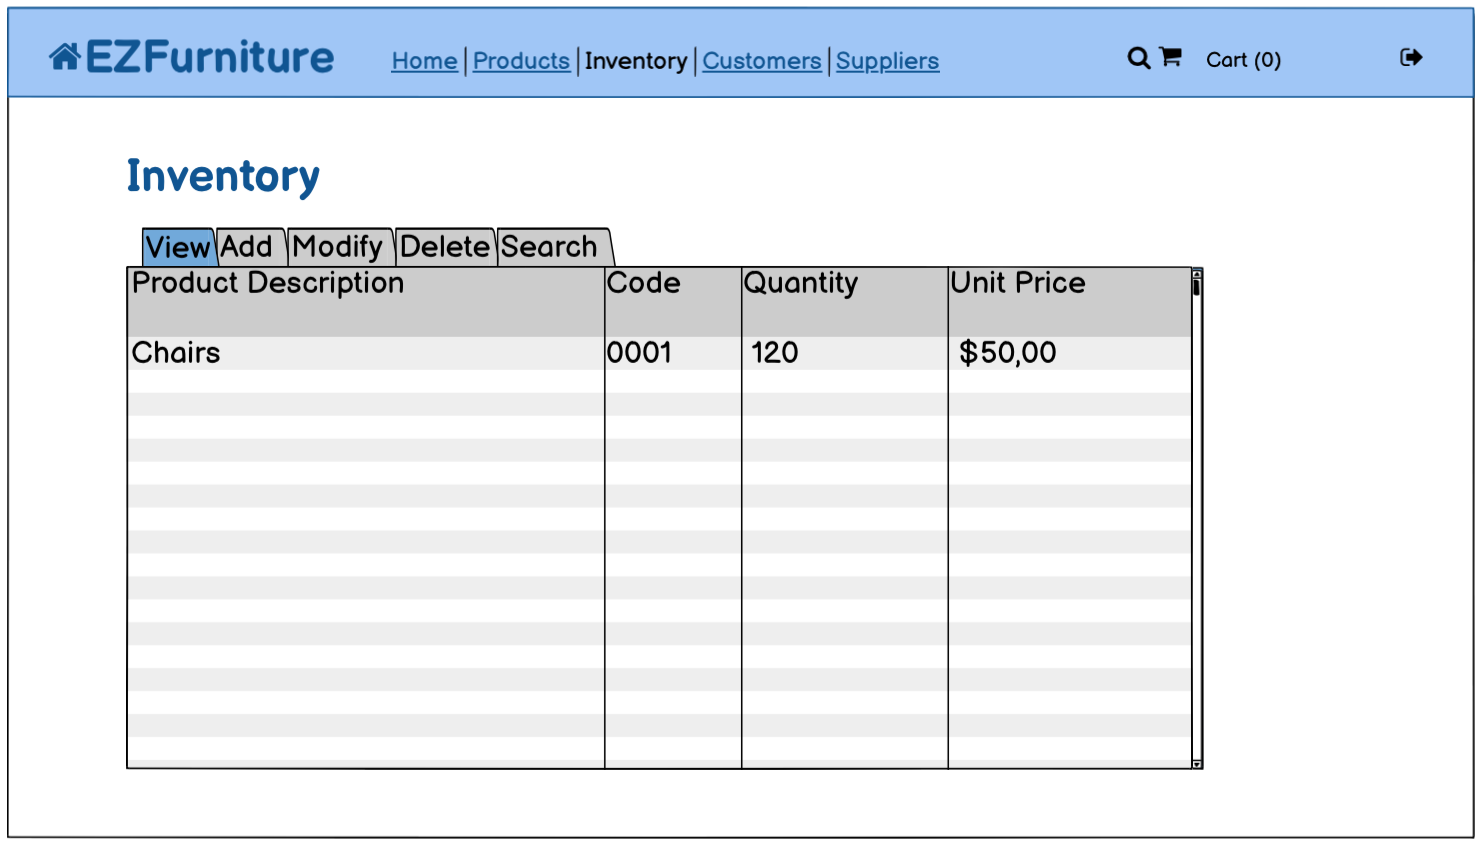 EZFurniture Home Products Inventory Customers Suppliers Cart (0)
Inventory
View Add Modify Delete Search
Product Description Code Quantity Unit Price
Chairs 0001 120 $50,00